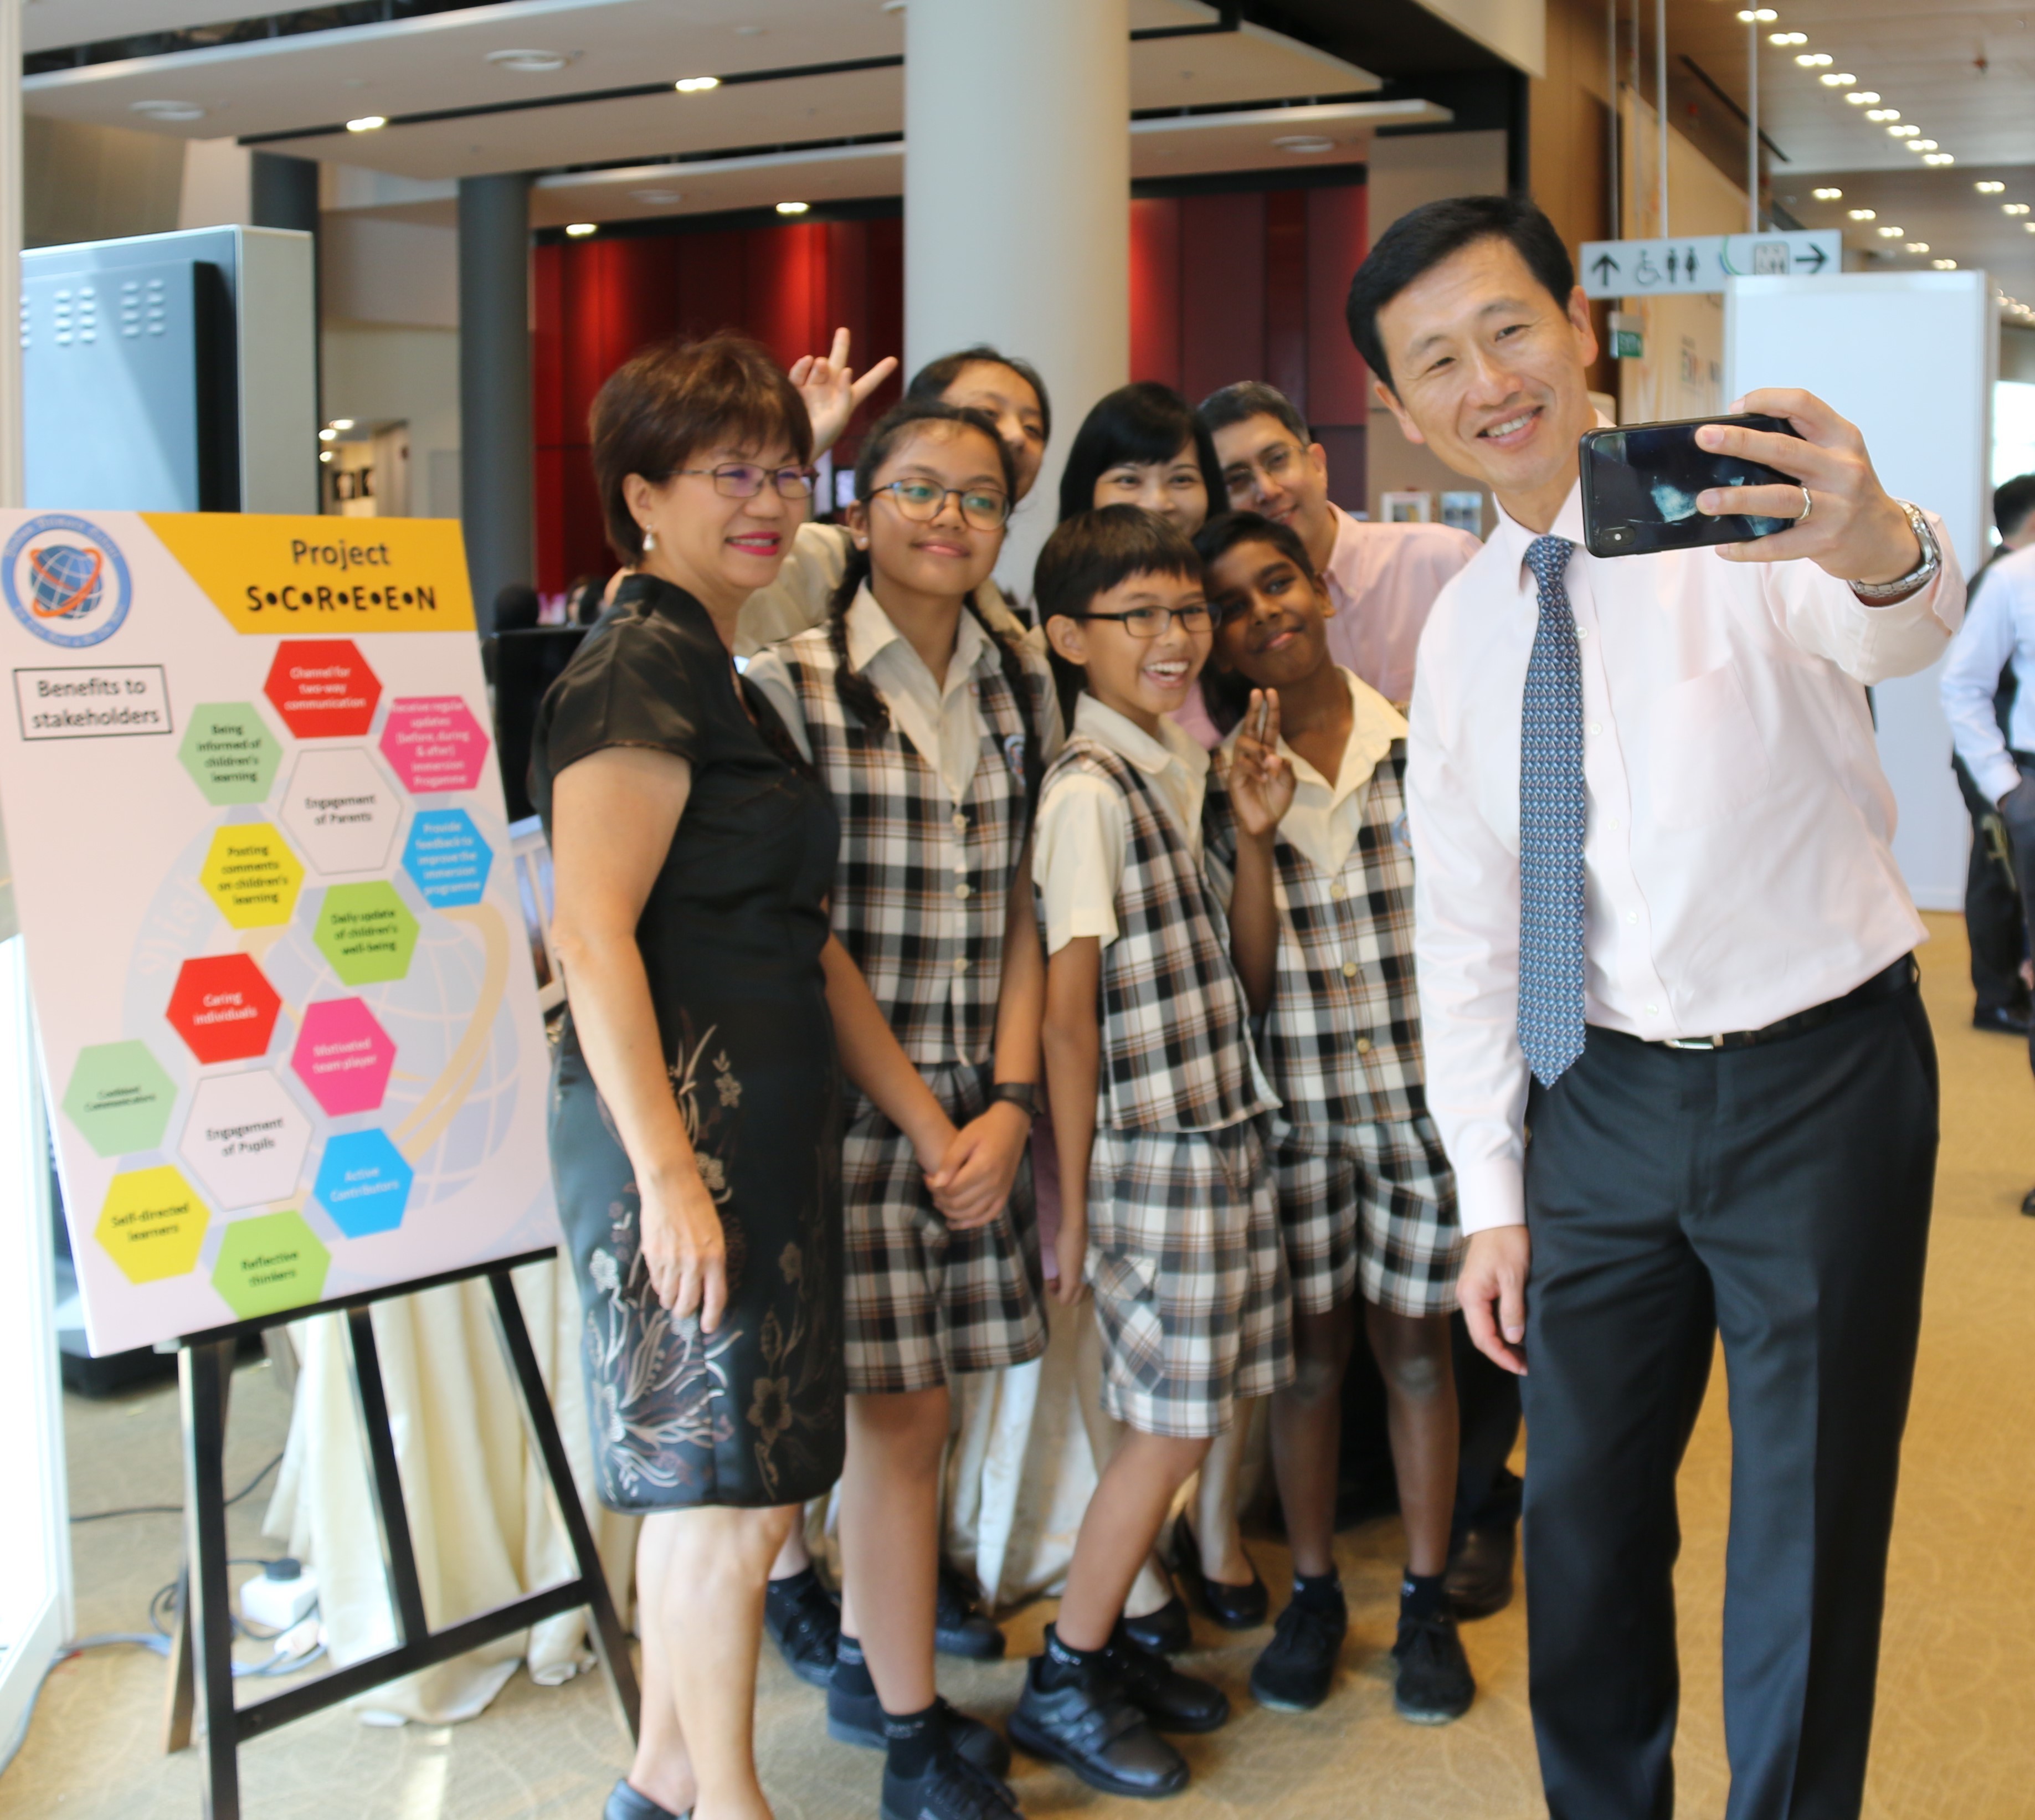 Project
S•C•R•E•E•N
Benefits to
stakeholders
Channel for
two-way
communication
Being
informed of
children's
learning
Receive regular
updates
(before, during
& after)
immersion
Progamme
Engagement
of Parents
Posting
comments
on children's
learning
Provide
feedback to
improve the
immersion
programme
Daily update
of children's
well-being
Caring
individuals
Motivated
team player
Confident
Communicators
Engagement
of Pupils
Active
Contributors
Self-directed
learners
Reflective
thinkers
EXIT